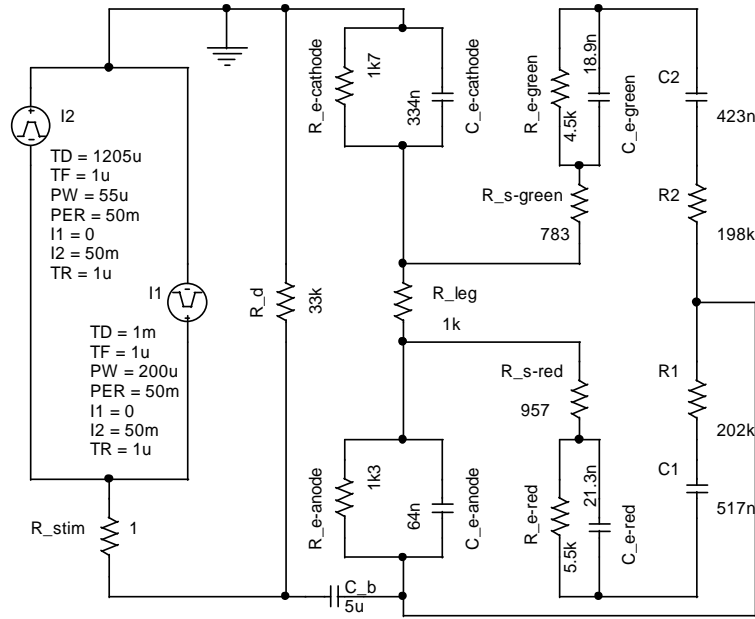 I2
TD = 1205u
TF = 1u
PW = 55u
PER = 50m
I1 = 0
I2 = 50m
TR = 1u
I1
TD = 1m
TF = 1u
PW = 200u
PER = 50m
I1 = 0
I2 = 50m
TR = 1u
R_stim
1
R_d
33k
C_b
5u
R_e-cathode
1k7
334n
C_e-cathode
R_leg
1k
R_e-anode
1k3
64n
C_e-anode
R_e-green
4.5k
18.9n
C_e-green
R_s-green
783
R_s-red
957
R_e-red
5.5k
21.3n
C_e-red
C2
423n
R2
198k
R1
202k
C1
517n